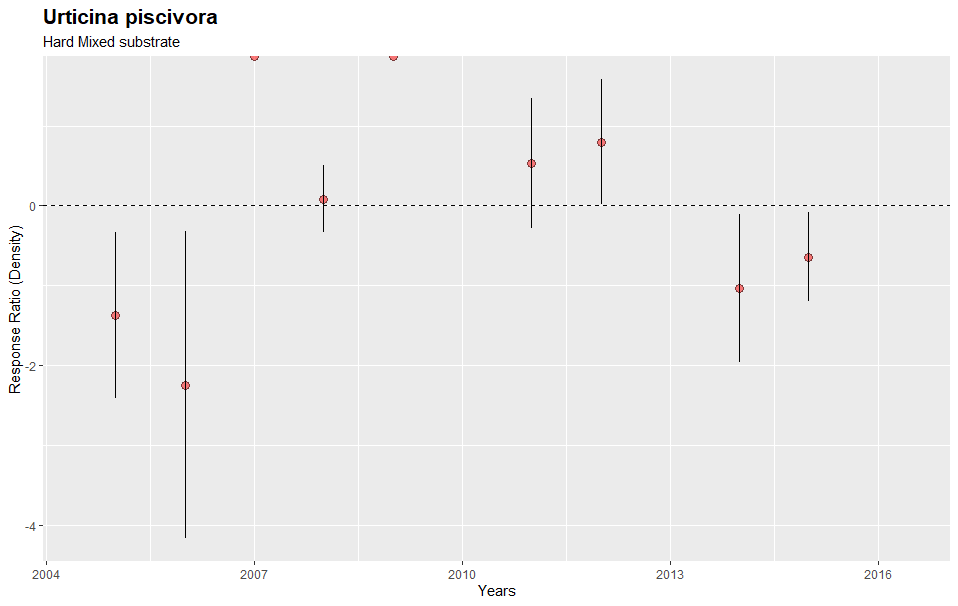 Urticina piscivora
Hard Mixed substrate
Response Ratio (Density)
0
-2
-4
2004
2007
2010
2013
2016
Years